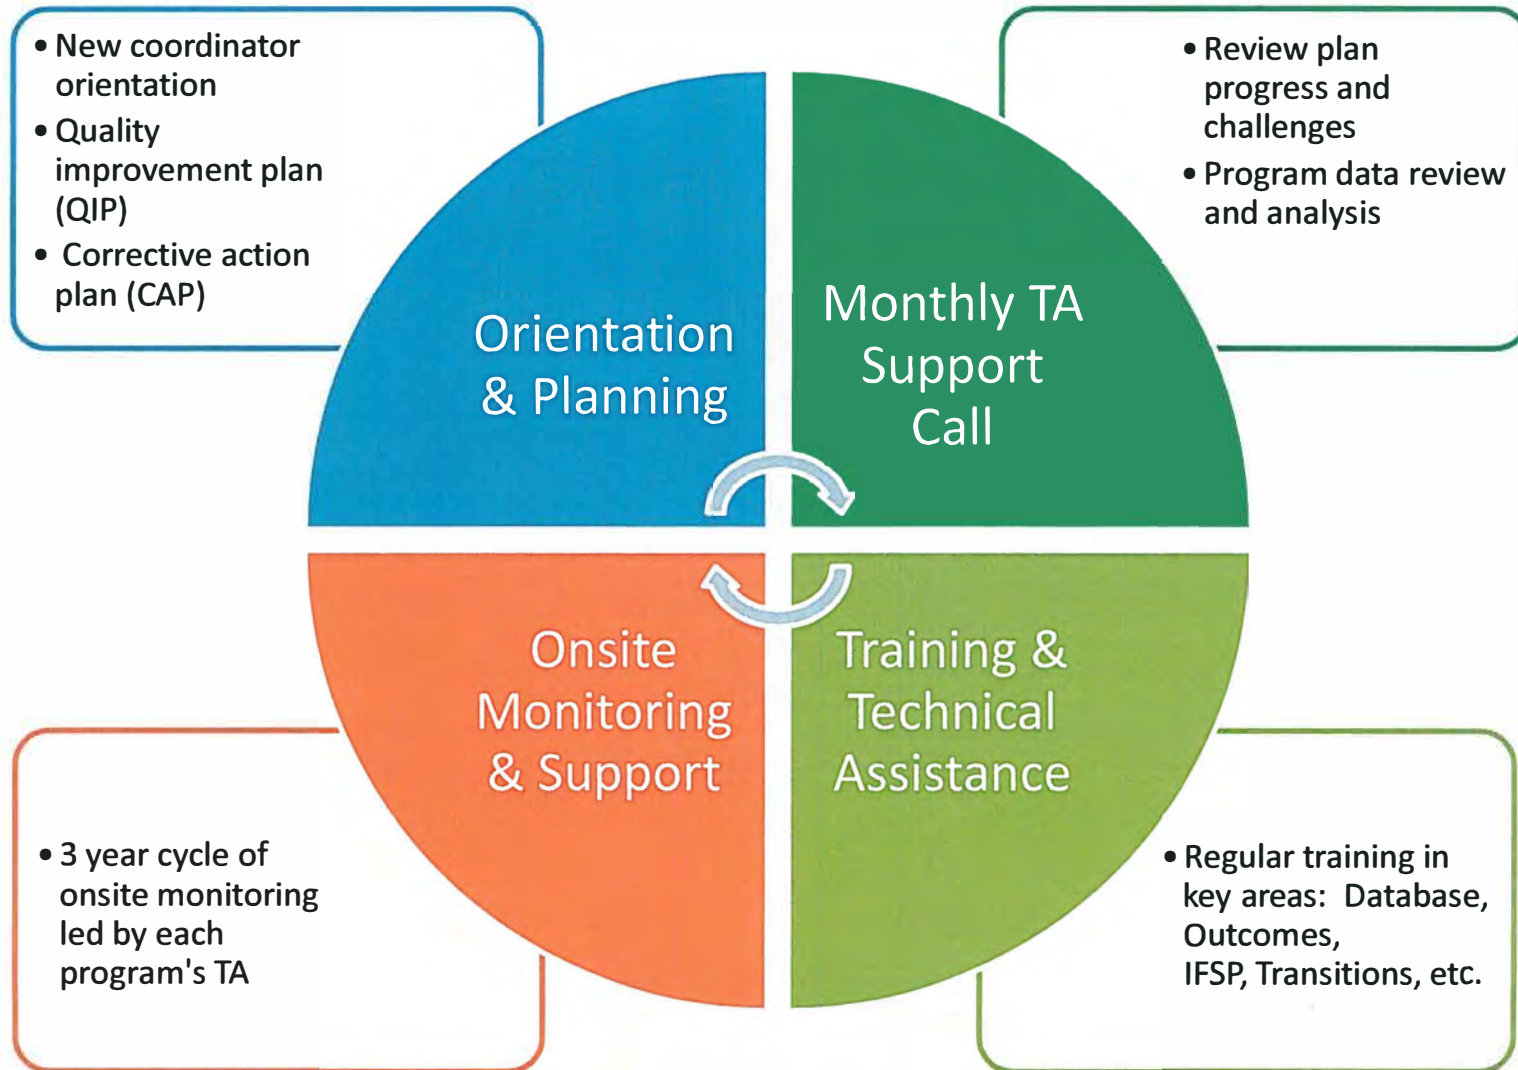 • New coordinator
orientation
• Quality
improvement plan
(QIP)
• Corrective action
plan (CAP)
• Review plan
progress and
challenges
• Program data review
and analysis
Orientation
& Planning
Monthly TA
Support
Call
Onsite
Monitoring
& Support
Training &
Technical
Assistance
• 3 year cycle of
onsite monitoring
led by each
program's TA
• Regular training in
key areas: Database,
Outcomes,
IFSP, Transitions, etc.